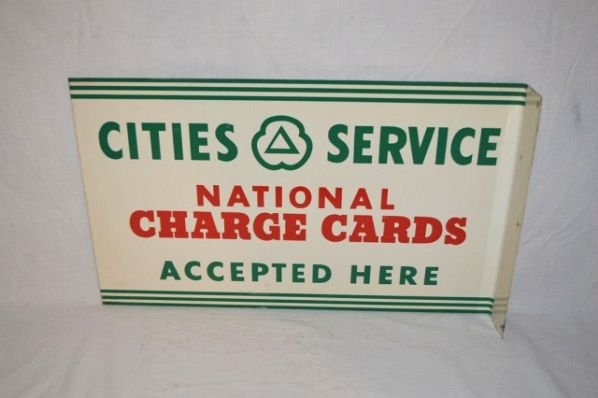 CITIES SERVICE
NATIONAL
CHARGE CARDS
ACCEPTED HERE